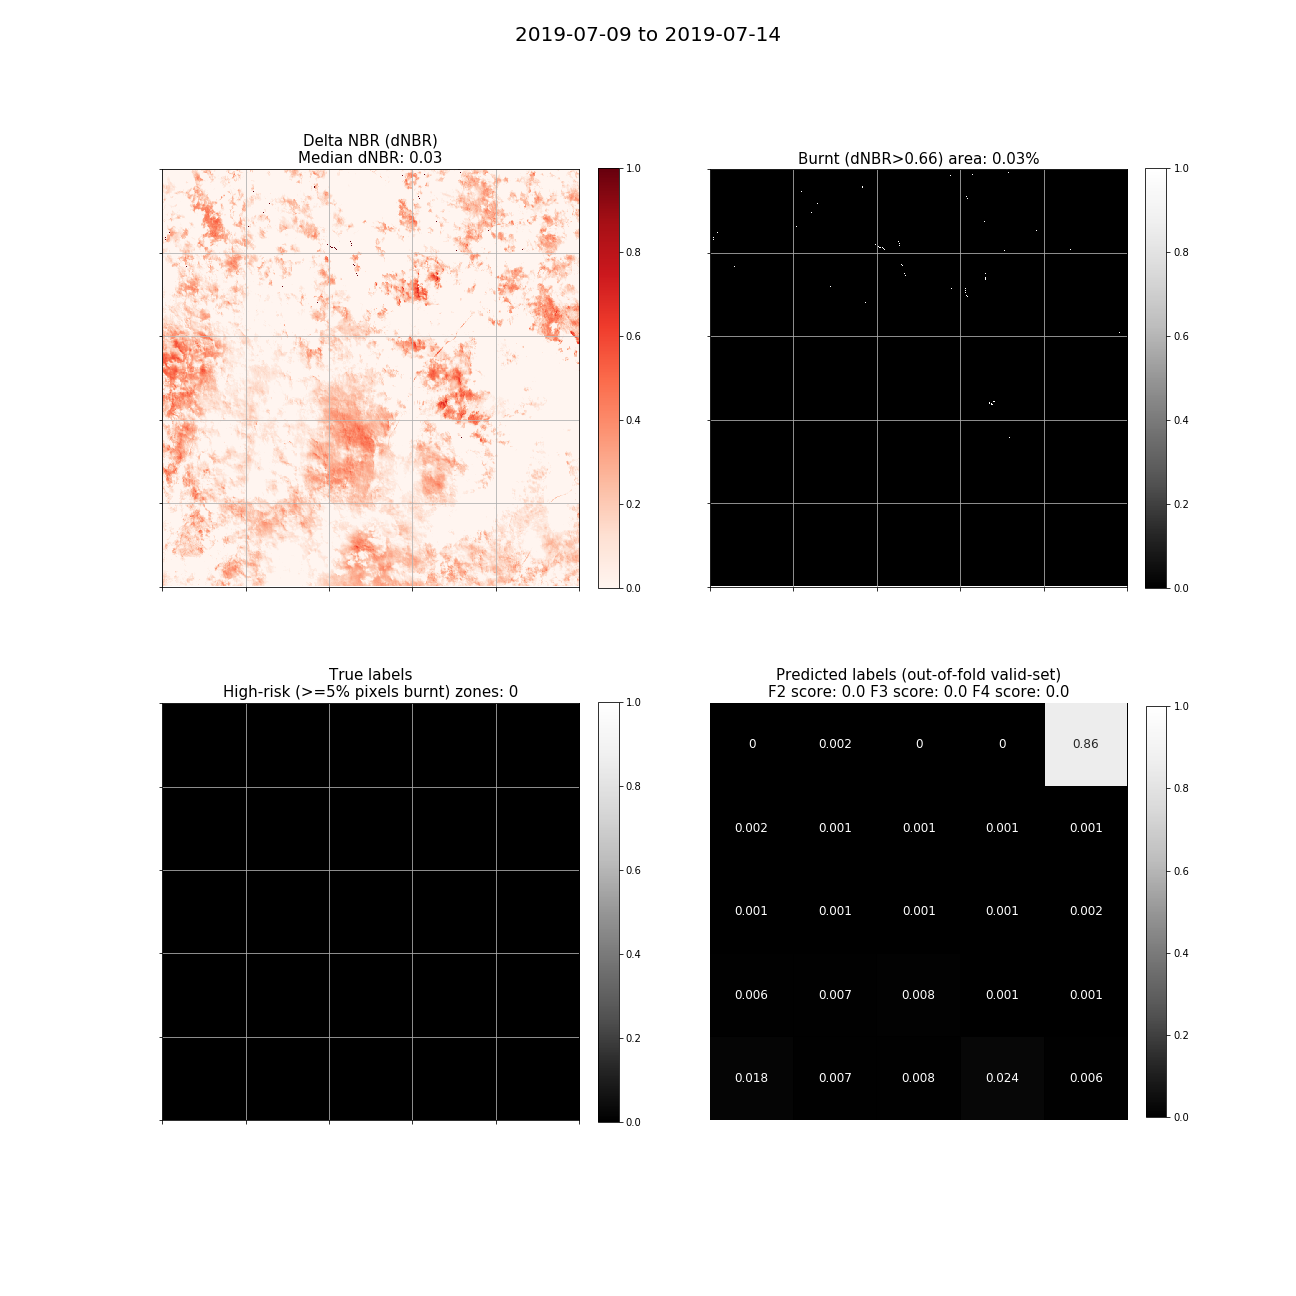 2019-07-09 to 2019-07-14
Delta NBR (dNBR)
Median dNBR: 0.03
1.0
0.8
0.6
0.4
0.2
0.0
Burnt (dNBR>0.66) area: 0.03%
1.0
0.8
0.6
0.4
0.2
0.0
True labels
High-risk (>=5% pixels burnt) zones: 0
1.0
0.8
0.6
0.4
0.2
0.0
Predicted labels (out-of-fold valid-set)
F2 score: 0.0 F3 score: 0.0 F4 score: 0.0
0 0.002 0 0 0.86
0.002 0.001 0.001 0.001 0.001
0.001 0.001 0.001 0.001 0.002
0.006 0.007 0.008 0.001 0.001
0.018 0.007 0.008 0.024 0.006
1.0
0.8
0.6
0.4
0.2
0.0